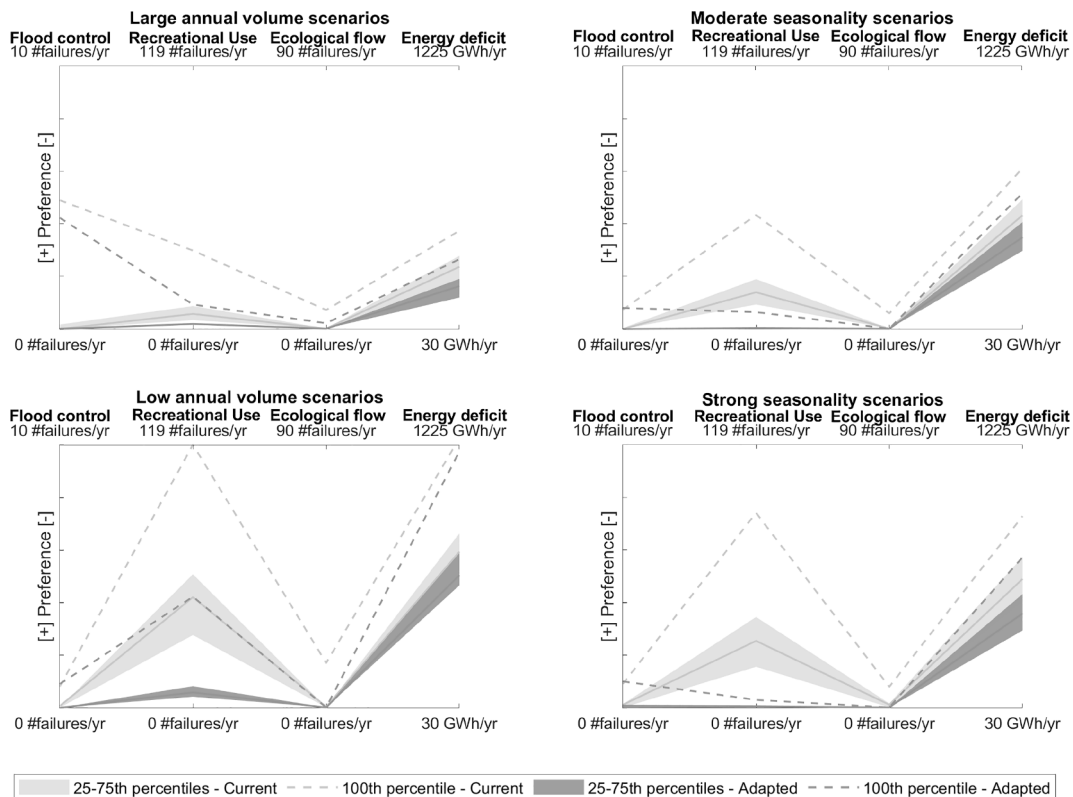 Large annual volume scenarios
Flood control Recreational Use Ecological flow Energy deficit
10 #failures/yr 119 #failures/yr 90 #failures/yr 1225 GWh/yr
[+] Preference [-]
0 #failures/yr 0 #failures/yr 0 #failures/yr 30 GWh/yr
Moderate seasonality scenarios
Flood control Recreational Use Ecological flow Energy deficit
10 #failures/yr 119 #failures/yr 90 #failures/yr 1225 GWh/yr
[+] Preference [-]
0 #failures/yr 0 #failures/yr 0 #failures/yr 30 GWh/yr
Low annual volume scenarios
Flood control Recreational Use Ecological flow Energy deficit
10 #failures/yr 119 #failures/yr 90 #failures/yr 1225 GWh/yr
[+] Preference [-]
0 #failures/yr 0 #failures/yr 0 #failures/yr 30 GWh/yr
Strong seasonality scenarios
Flood control Recreational Use Ecological flow Energy deficit
10 #failures/yr 119 #failures/yr 90 #failures/yr 1225 GWh/yr
[+] Preference [-]
0 #failures/yr 0 #failures/yr 0 #failures/yr 30 GWh/yr
25-75th percentiles - Current 100th percentile - Current 25-75th percentiles - Adapted 100th percentile - Adapted